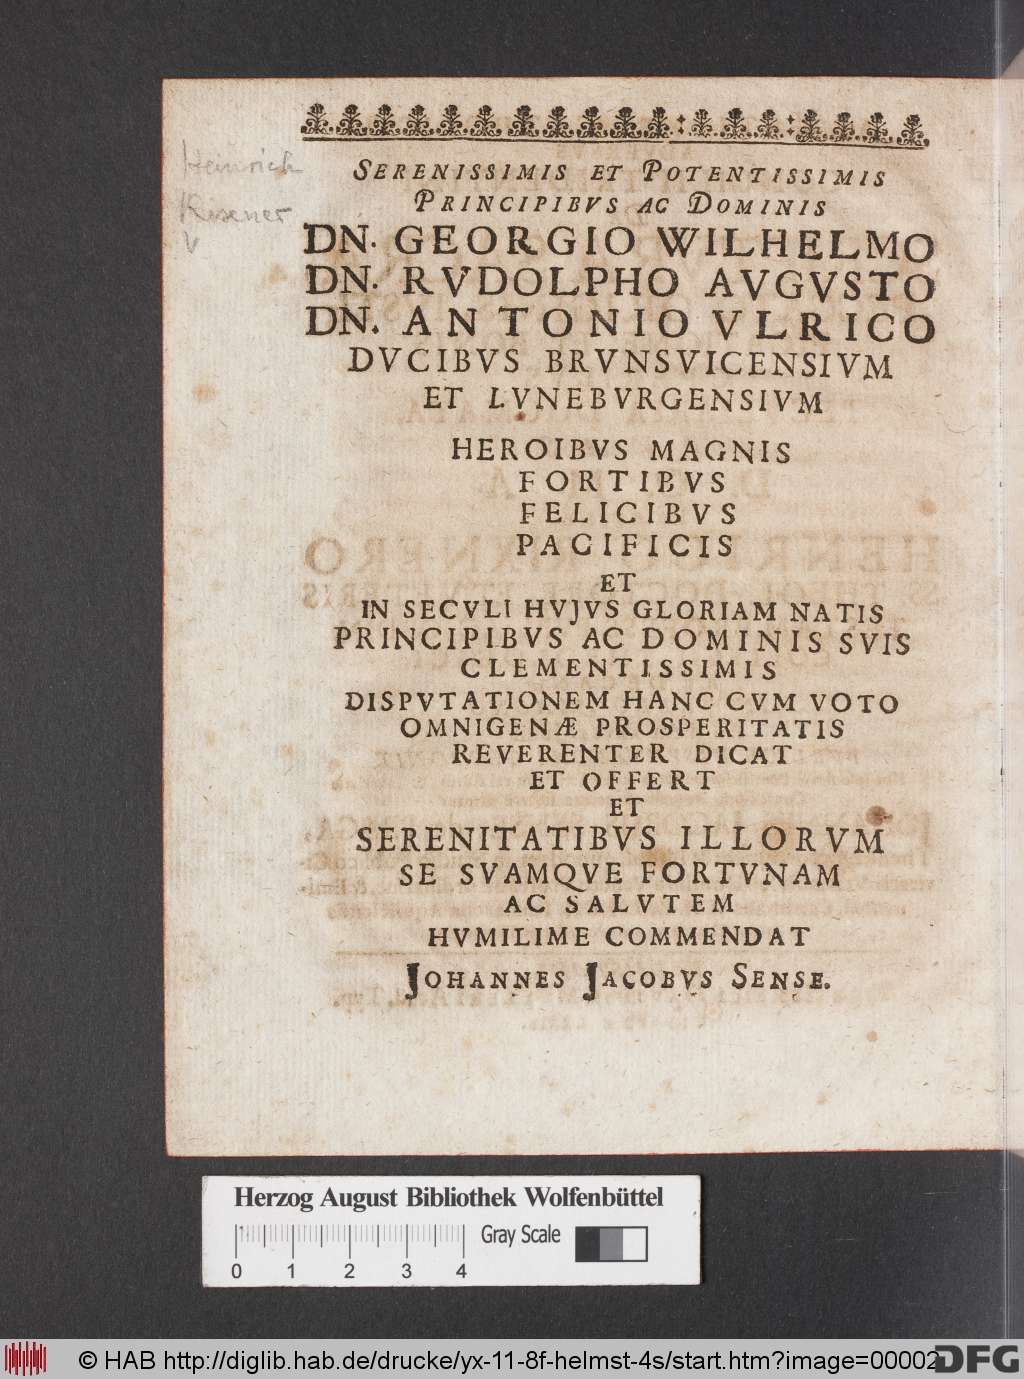 Heinrich
SERENISSIMIS ET POTENTISSIMIS
PRINCIPIBVS AC DOMINIS
DN. GEORGIO WILHELMO
DN. RVDOLPHO AVGVSTO
DN. ANTONIO VLRICO
DVCIBVS BRVNSVICENSIVM
ET LVNEBVRGENSIVM
HEROIBVS MAGNIS
FORTIBVS
FELICIBVS
PACIFICIS
ET
IN SECVLI HVJVS GLORIAM NATIS
PRINCIPIBVS AC DOMINIS SVIS
CLEMENTISSIMIS
DISPVTATIONEM HANC CVM VOTO
OMNIGENÆ PROSPERITATIS
REVERENTER DICAT
ET OFFERT
ET
SERENITATIBVS ILLORVM
SE SVAMQVE FORTVNAM
AC SALVTEM
HVMILIME COMMENDAT
JOHANNES JACOBVS SENSE.
Herzog August Bibliothek Wolfenbüttel
0 1 2 3 4
Gray Scale
© HAB http://diglib.hab.de/drucke/yx-11-8f-helmst-4s/start.htm?image=00002
DFG